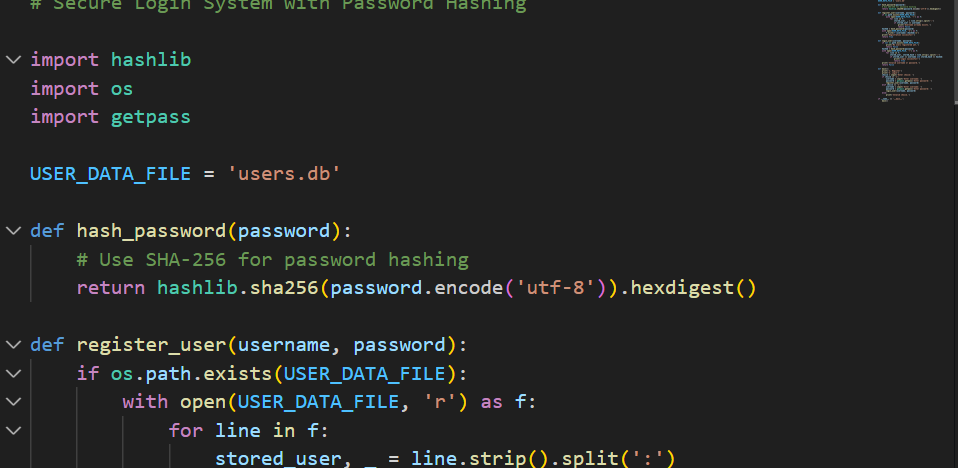 # Secure Login System with Password Hashing
import hashlib
import os
import getpass
USER_DATA_FILE = 'users.db'
def hash_password(password):
# Use SHA-256 for password hashing
return hashlib.sha256(password.encode('utf-8')).hexdigest()
def register_user(username, password):
if os.path.exists(USER_DATA_FILE):
with open(USER_DATA_FILE, 'r') as f:
for line in f:
stored_user, _ = line.strip().split(':')